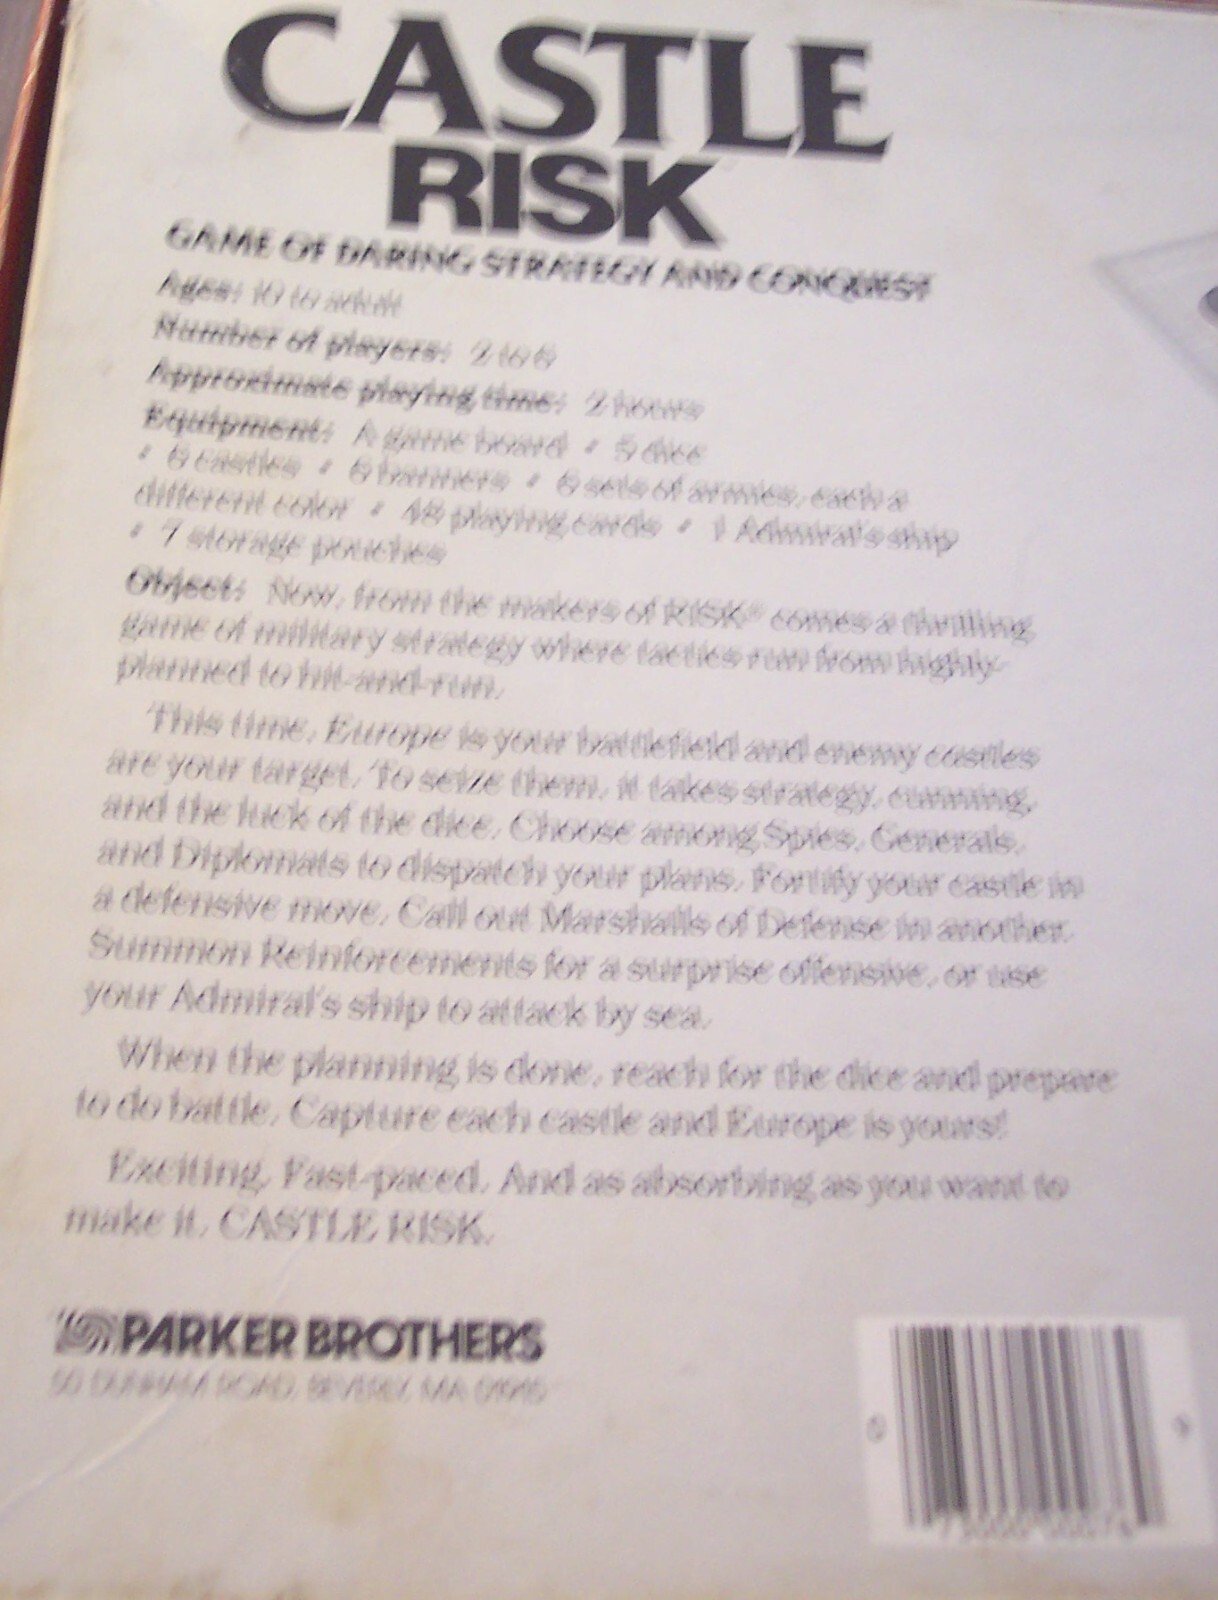 CASTLE
RISK
GAME OF DARING STRATEGY AND CONQUEST
Ages: 10 to adult
Number of players: 2 to 6
Approximate playing time: 2 hours
Equipment: A game board • 5 dice
• 6 castles • 6 banners • 6 sets of armies, each a
different color • 48 playing cards • 1 Admiral's ship
• 7 storage pouches
Object: Now, from the makers of RISK® comes a thrilling
game of military strategy where tactics run from highly-
planned to hit-and-run.
This time, Europe is your battlefield and enemy castles
are your target. To seize them, it takes strategy, cunning,
and the luck of the dice. Choose among Spies, Generals,
and Diplomats to dispatch your plans. Fortify your castle in
a defensive move. Call out Marshalls of Defense in another.
Summon Reinforcements for a surprise offensive, or use
your Admiral's ship to attack by sea.
When the planning is done, reach for the dice and prepare
to do battle. Capture each castle and Europe is yours!
Exciting. Fast-paced. And as absorbing as you want to
make it. CASTLE RISK.
PARKER BROTHERS
50 DUNHAM ROAD, BEVERLY, MA 01915